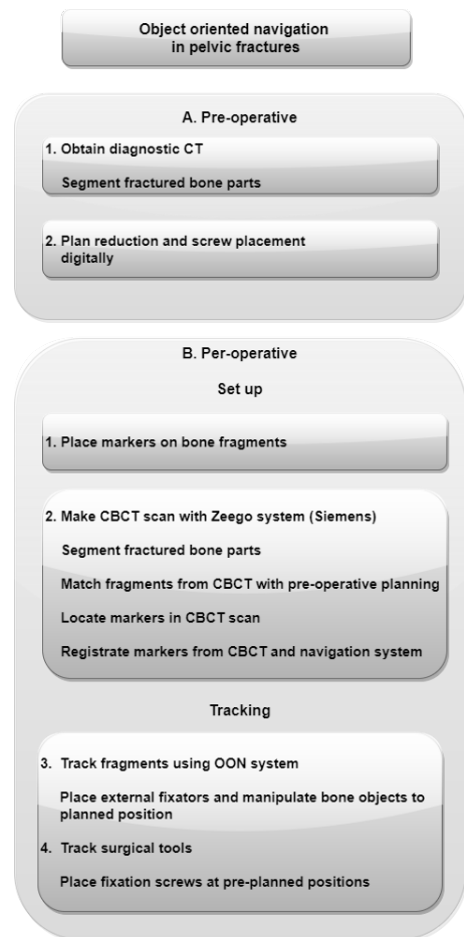 Object oriented navigation
in pelvic fractures
A. Pre-operative
1. Obtain diagnostic CT
Segment fractured bone parts
2. Plan reduction and screw placement
digitally
B. Per-operative
Set up
1. Place markers on bone fragments
2. Make CBCT scan with Zeego system (Siemens)
Segment fractured bone parts
Match fragments from CBCT with pre-operative planning
Locate markers in CBCT scan
Registrate markers from CBCT and navigation system
Tracking
3. Track fragments using OON system
Place external fixators and manipulate bone objects to
planned position
4. Track surgical tools
Place fixation screws at pre-planned positions